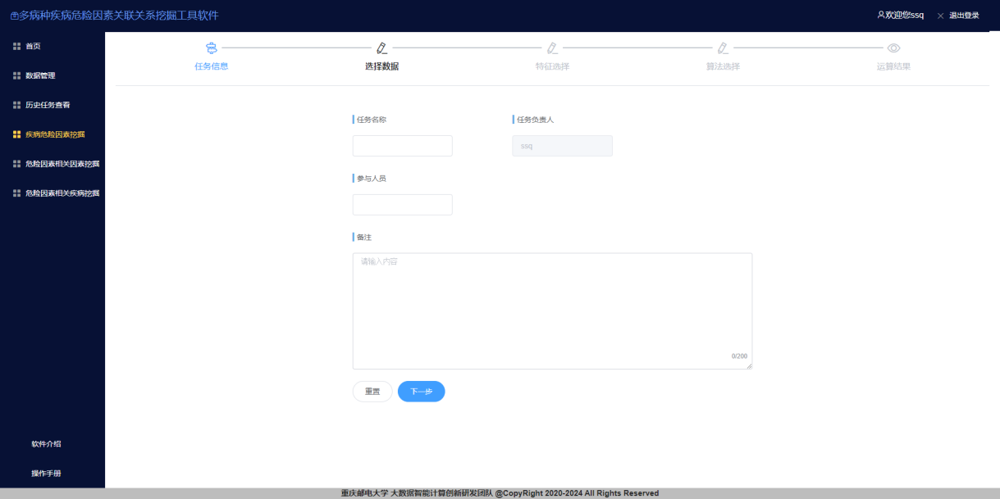 多病种疾病危险因素关联关系挖掘工具软件
欢迎您ssq
退出登录
首页
数据管理
历史任务查看
疾病危险因素挖掘
危险因素相关因素挖掘
危险因素相关疾病挖掘
软件介绍
操作手册
任务信息
选择数据
特征选择
算法选择
运算结果
任务名称
任务负责人
ssq
参与人员
备注
请输入内容
0/200
重置
下一步
重庆邮电大学 大数据智能计算创新研发团队 @CopyRight 2020-2024 All Rights Reserved